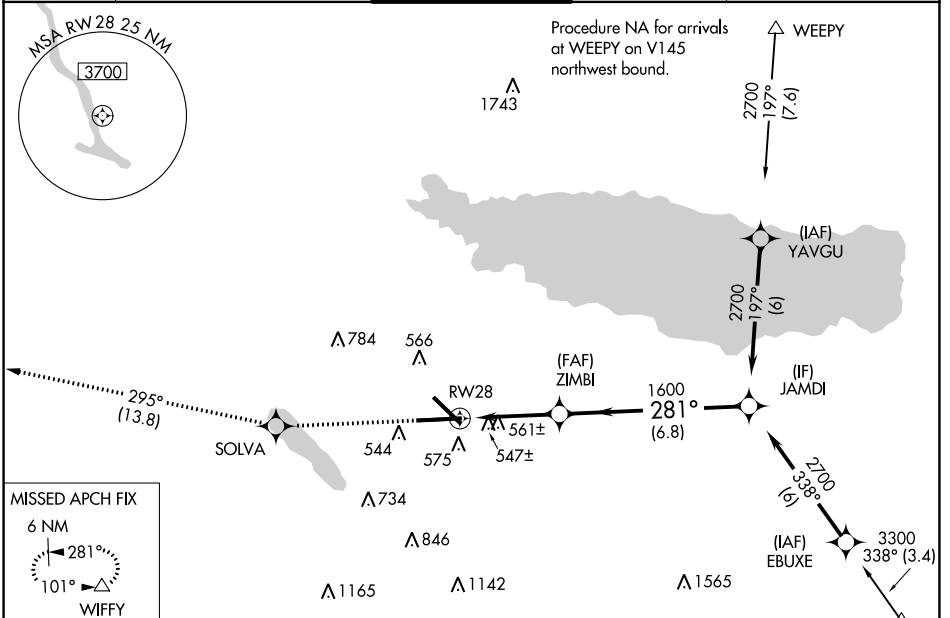 MSA RW 28 25 NM
3700
Procedure NA for arrivals
at WEEPY on V145
northwest bound.
WEEPY
1743
2700
197°
(7.6)
(IAF)
YAVGU
2700
197°
(6)
784
566
RW28
(FAF)
ZIMBI
1600
281°
(6.8)
(IF)
JAMDI
295°
(13.8)
SOLVA
544
575
561±
547±
2700
338°
(6)
734
846
(IAF)
EBUXE
3300
338° (3.4)
1165
1142
1565
MISSED APCH FIX
6 NM
281°
101°
WIFFY